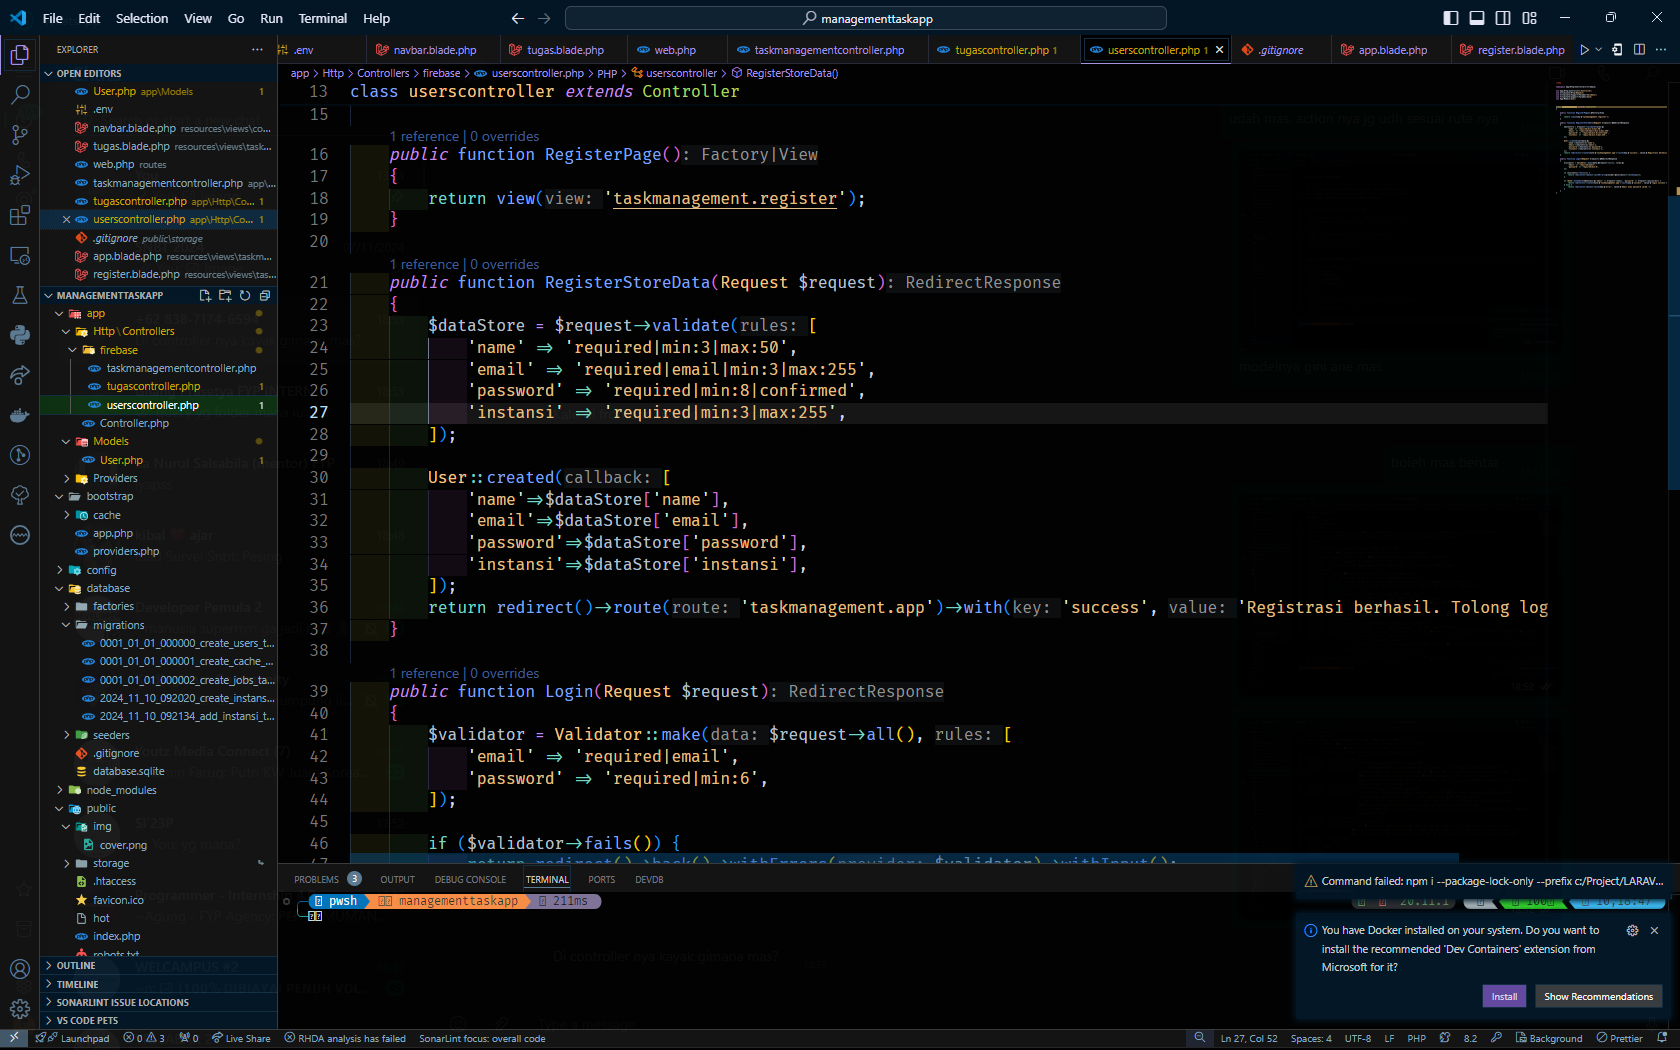 File Edit Selection View Go Run Terminal Help
managementtaskapp
EXPLORER
.env
navbar.blade.php
tugas.blade.php
web.php
taskmanagementcontroller.php
tugascontroller.php 1
userscontroller.php 1
.gitignore
app.blade.php
register.blade.php
OPEN EDITORS
User.php app\Models 1
.env
navbar.blade.php resources\views\co...
tugas.blade.php resources\views\task...
web.php routes
taskmanagementcontroller.php app\...
tugascontroller.php app\Http\Co... 1
userscontroller.php app\Http\Co... 1
.gitignore public\storage
app.blade.php resources\views\taskm...
register.blade.php resources\views\tas...
MANAGEMENTTASKAPP
app
Http \ Controllers
firebase
taskmanagementcontroller.php
tugascontroller.php 1
userscontroller.php 1
Controller.php
Models
User.php 1
Providers
bootstrap
cache
app.php
providers.php
config
database
factories
migrations
0001_01_01_000000_create_users_t...
0001_01_01_000001_create_cache_...
0001_01_01_000002_create_jobs_ta...
2024_11_10_092020_create_instans...
2024_11_10_092134_add_instansi_t...
seeders
.gitignore
database.sqlite
node_modules
public
img
cover.png
storage
.htaccess
favicon.ico
hot
index.php
robots.txt
OUTLINE
TIMELINE
SONARLINT ISSUE LOCATIONS
VS CODE PETS
app > Http > Controllers > firebase > userscontroller.php > PHP > userscontroller > RegisterStoreData()
13 class userscontroller extends Controller
15
1 reference | 0 overrides
16 public function RegisterPage(): Factory|View
17 {
18 return view(view: 'taskmanagement.register');
19 }
20
1 reference | 0 overrides
21 public function RegisterStoreData(Request $request): RedirectResponse
22 {
23 $dataStore = $request->validate(rules: [
24 'name' => 'required|min:3|max:50',
25 'email' => 'required|email|min:3|max:255',
26 'password' => 'required|min:8|confirmed',
27 'instansi' => 'required|min:3|max:255',
28 ]);
29
30 User::created(callback: [
31 'name'=>$dataStore['name'],
32 'email'=>$dataStore['email'],
33 'password'=>$dataStore['password'],
34 'instansi'=>$dataStore['instansi'],
35 ]);
36 return redirect()->route(route: 'taskmanagement.app')->with(key: 'success', value: 'Registrasi berhasil. Tolong log
37 }
38
1 reference | 0 overrides
39 public function Login(Request $request): RedirectResponse
40 {
41 $validator = Validator::make(data: $request->all(), rules: [
42 'email' => 'required|email',
43 'password' => 'required|min:6',
44 ]);
45
46 if ($validator->fails()) {
47 return redirect()->back()->withErrors(provider: $validator)->withInput();
PROBLEMS 3 OUTPUT DEBUG CONSOLE TERMINAL PORTS DEVDB
pwsh managementtaskapp 211ms
20.11.1 100 10,18:47
Command failed: npm i --package-lock-only --prefix c:/Project/LARAV...
You have Docker installed on your system. Do you want to
install the recommended 'Dev Containers' extension from
Microsoft for it?
Install Show Recommendations
Launchpad 0 3 0 Live Share RHDA analysis has failed SonarLint focus: overall code
Ln 27, Col 52 Spaces: 4 UTF-8 LF PHP 8.2 Background Prettier